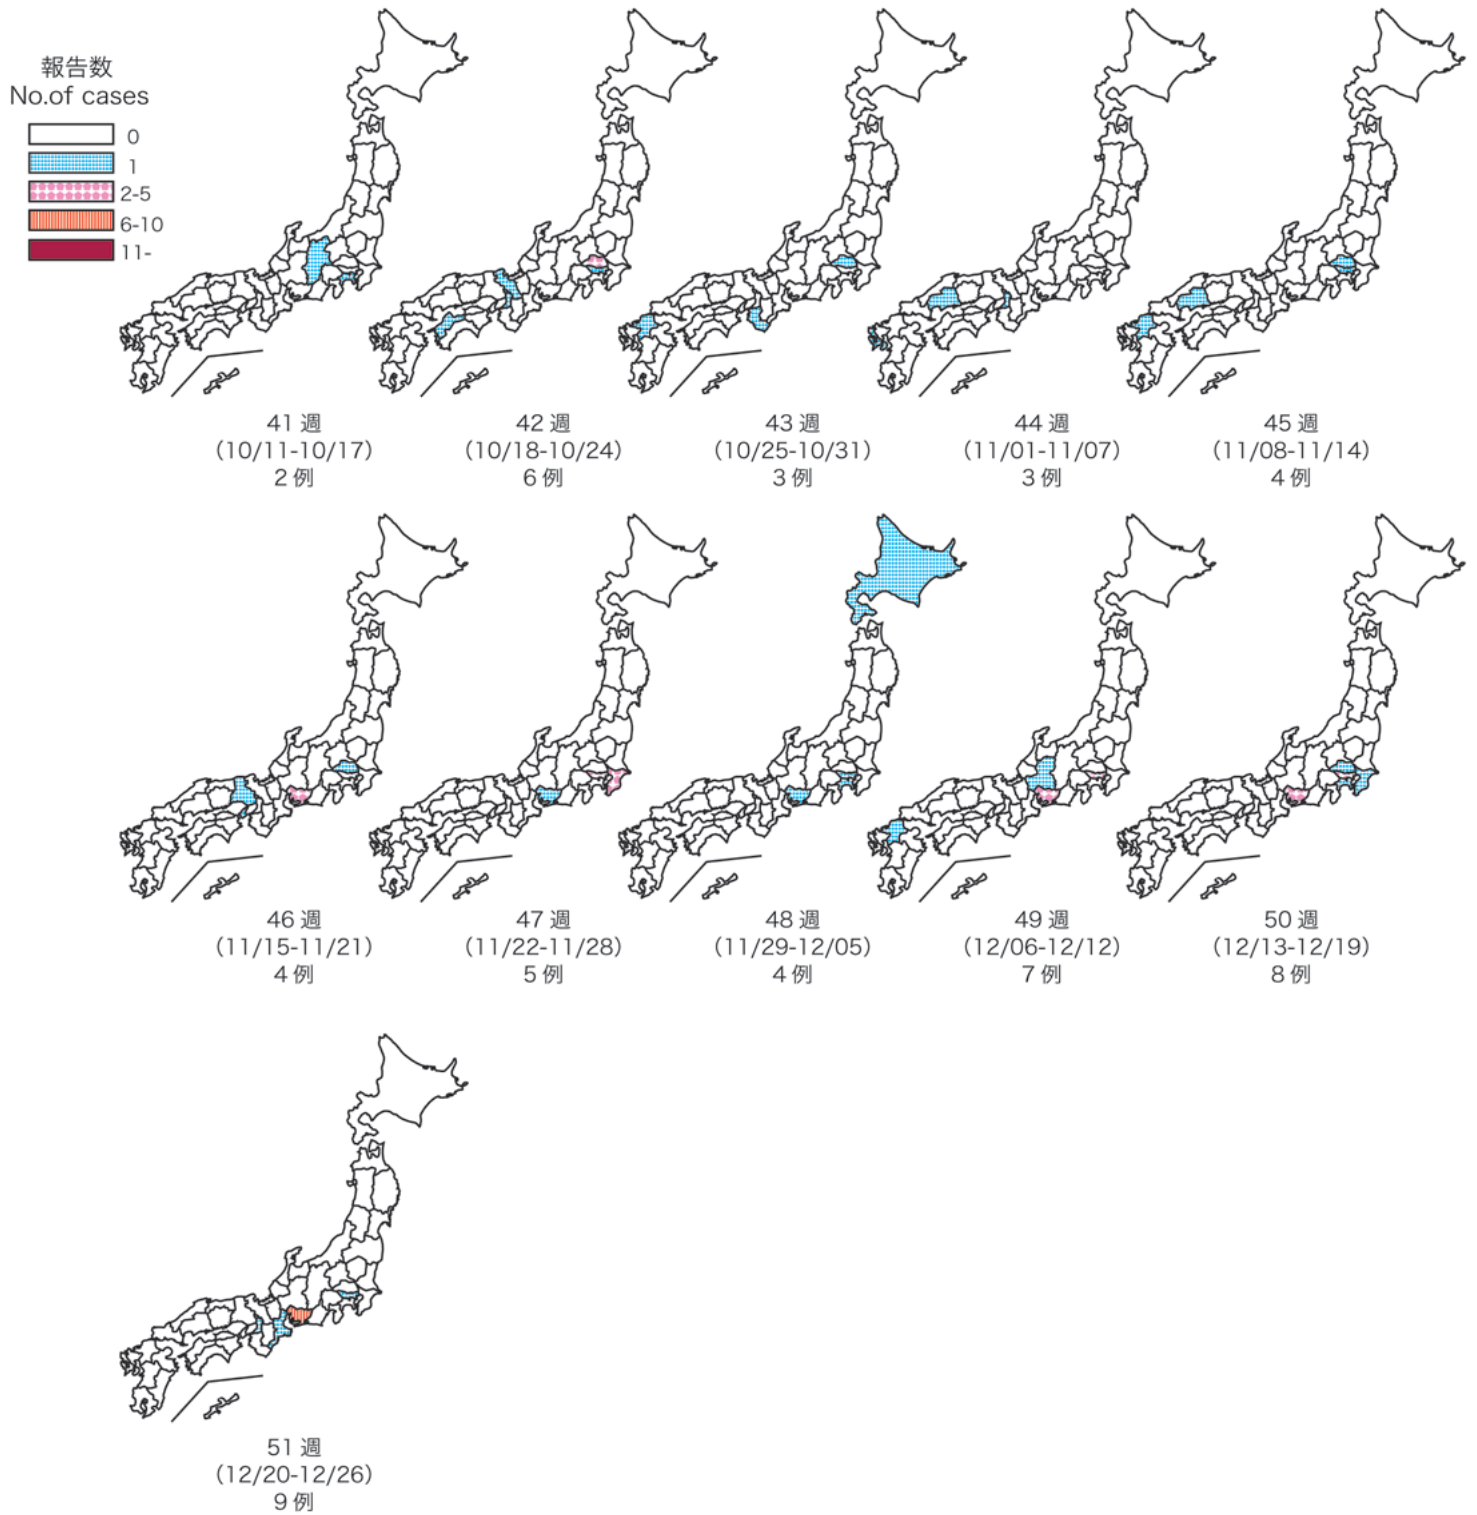 報告数
No.of cases
0
1
2-5
6-10
11-
41 週
(10/11-10/17)
2 例
42 週
(10/18-10/24)
6 例
43 週
(10/25-10/31)
3 例
44 週
(11/01-11/07)
3 例
45 週
(11/08-11/14)
4 例
46 週
(11/15-11/21)
4 例
47 週
(11/22-11/28)
5 例
48 週
(11/29-12/05)
4 例
49 週
(12/06-12/12)
7 例
50 週
(12/13-12/19)
8 例
51 週
(12/20-12/26)
9 例